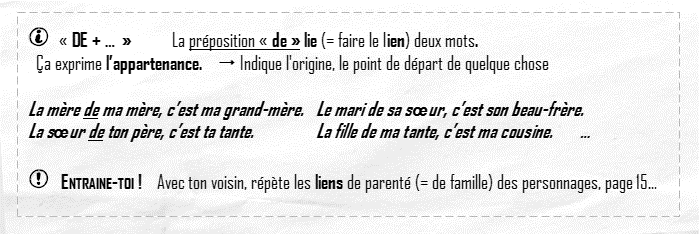 « DE + ... » La préposition « de » lie (= faire le lien) deux mots.
Ça exprime l'appartenance. → Indique l'origine, le point de départ de quelque chose
La mère de ma mère, c'est ma grand-mère. Le mari de sa sœur, c'est son beau-frère.
La sœur de ton père, c'est ta tante. La fille de ma tante, c'est ma cousine. ...
ENTRAINE-TOI ! Avec ton voisin, répète les liens de parenté (= de famille) des personnages, page 15...